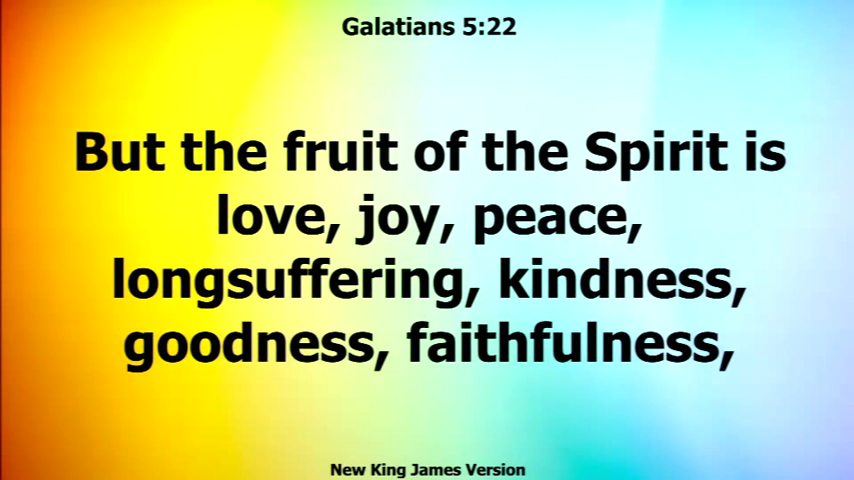 Galatians 5:22
But the fruit of the Spirit is
love, joy, peace,
longsuffering, kindness,
goodness, faithfulness,
New King James Version